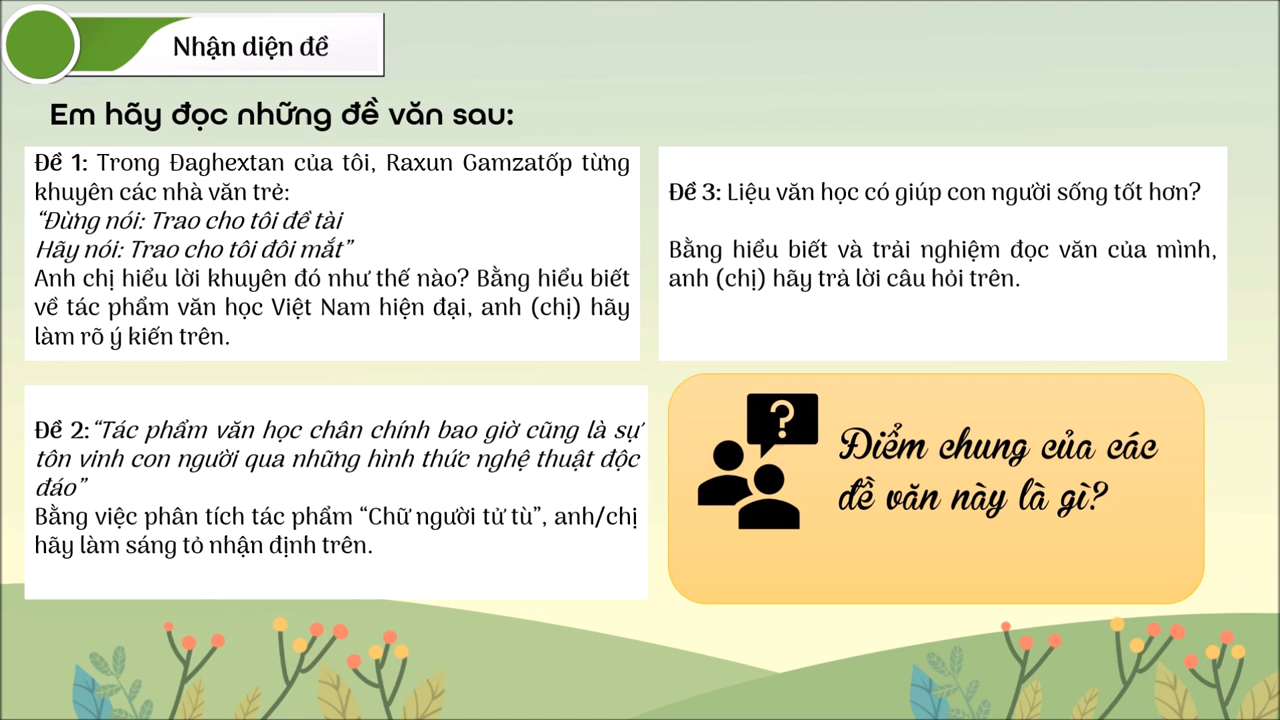 Nhận diện đề
Em hãy đọc những đề văn sau:
Đề 1: Trong Đaghextan của tôi, Raxun Gamzatốp từng
khuyên các nhà văn trẻ:
“Đừng nói: Trao cho tôi đề tài
Hãy nói: Trao cho tôi đôi mắt”
Anh chị hiểu lời khuyên đó như thế nào? Bằng hiểu biết
về tác phẩm văn học Việt Nam hiện đại, anh (chị) hãy
làm rõ ý kiến trên.
Đề 3: Liệu văn học có giúp con người sống tốt hơn?
Bằng hiểu biết và trải nghiệm đọc văn của mình,
anh (chị) hãy trả lời câu hỏi trên.
Đề 2: “Tác phẩm văn học chân chính bao giờ cũng là sự
tôn vinh con người qua những hình thức nghệ thuật độc
đáo”
Bằng việc phân tích tác phẩm “Chữ người tử tù”, anh/chị
hãy làm sáng tỏ nhận định trên.
?
Điểm chung của các
đề văn này là gì?